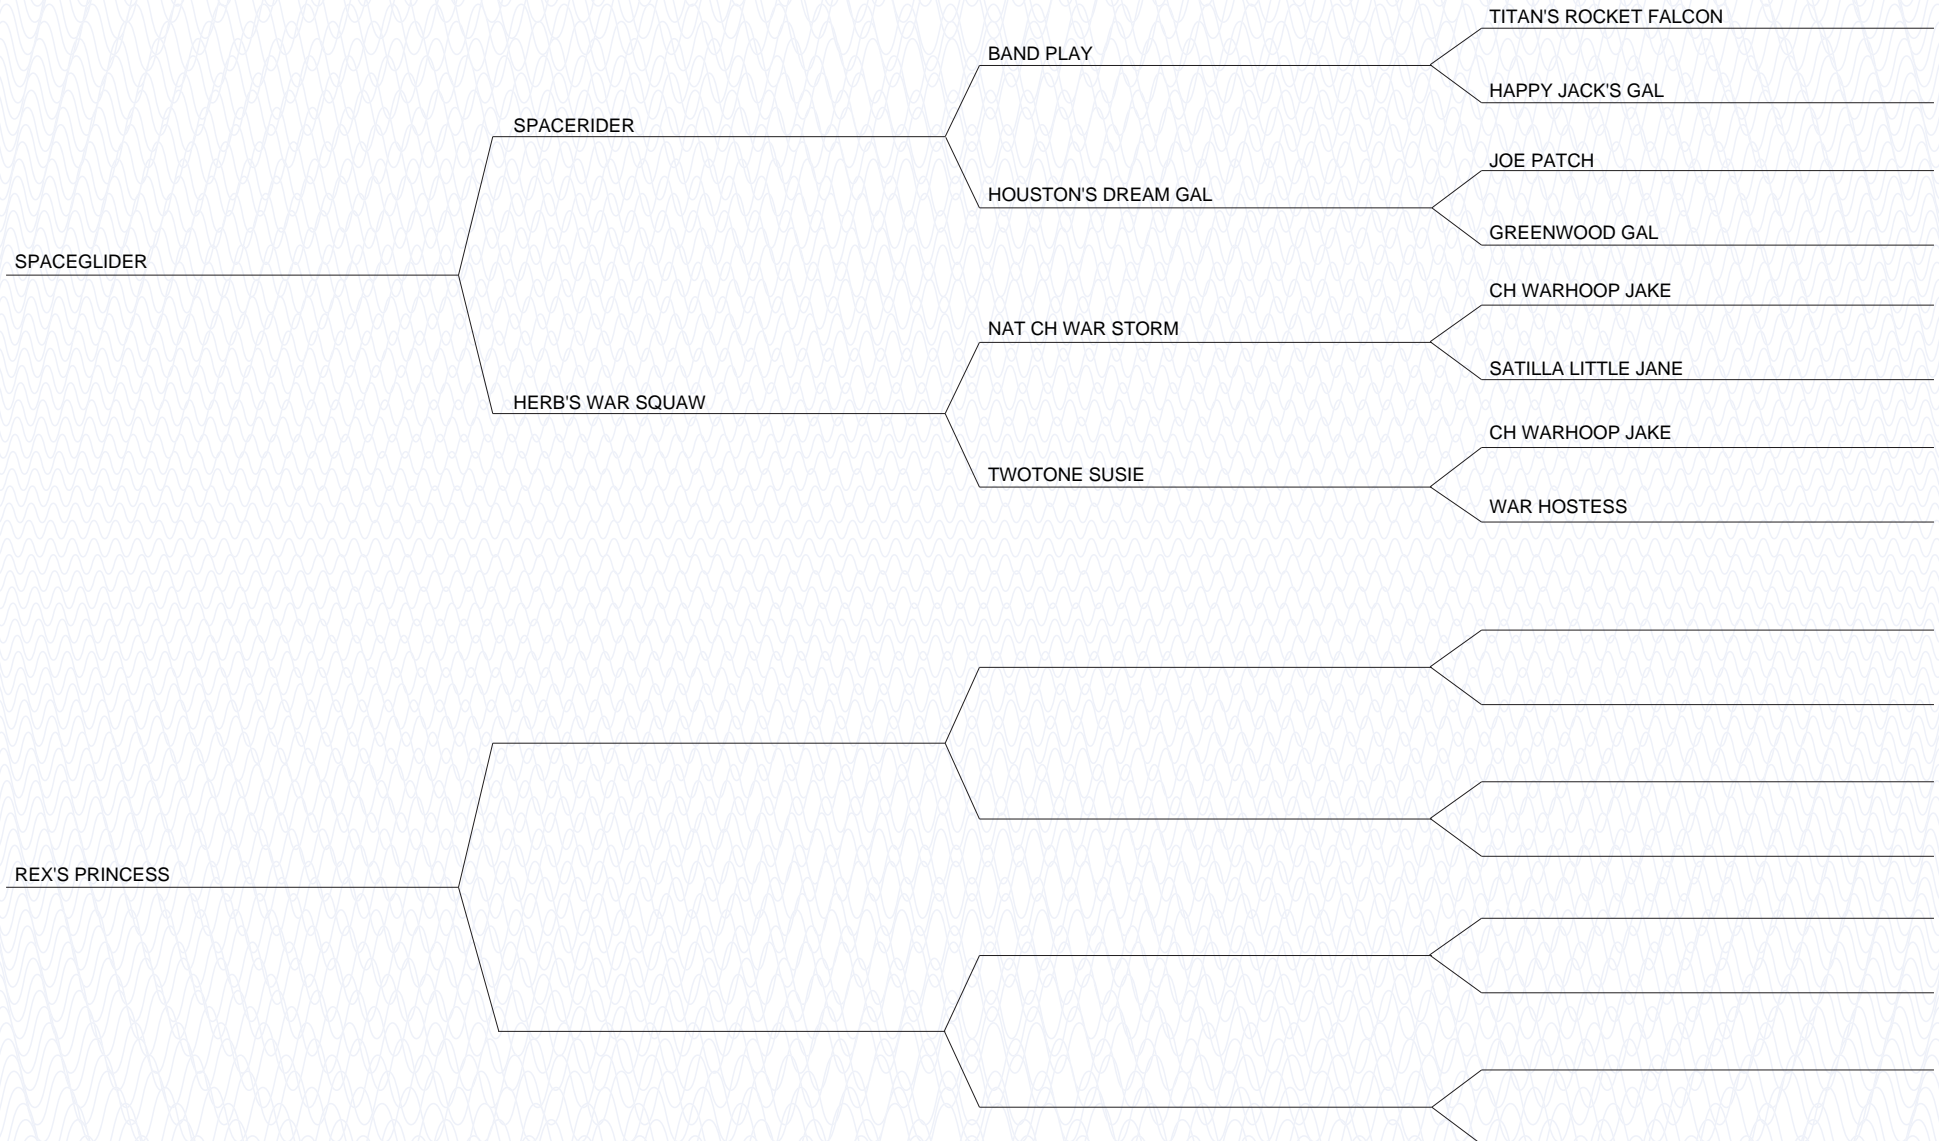 TITAN'S ROCKET FALCON
BAND PLAY
HAPPY JACK'S GAL
SPACERIDER
JOE PATCH
HOUSTON'S DREAM GAL
GREENWOOD GAL
SPACEGLIDER
CH WARHOOP JAKE
NAT CH WAR STORM
SATILLA LITTLE JANE
HERB'S WAR SQUAW
CH WARHOOP JAKE
TWOTONE SUSIE
WAR HOSTESS
REX'S PRINCESS